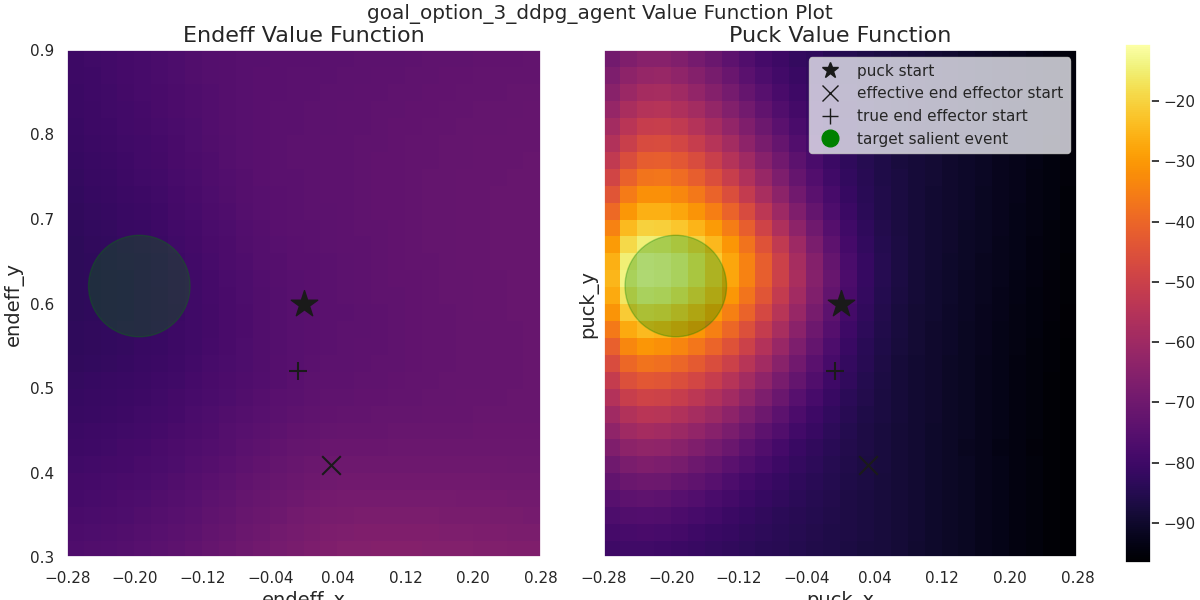 goal_option_3_ddpg_agent Value Function Plot
Endeff Value Function
Puck Value Function
puck start
effective end effector start
true end effector start
target salient event
endeff_y
0.9
0.8
0.7
0.6
0.5
0.4
0.3
−0.28 −0.20 −0.12 −0.04 0.04 0.12 0.20 0.28
endeff_x
puck_y
−0.28 −0.20 −0.12 −0.04 0.04 0.12 0.20 0.28
puck_x
−20
−30
−40
−50
−60
−70
−80
−90